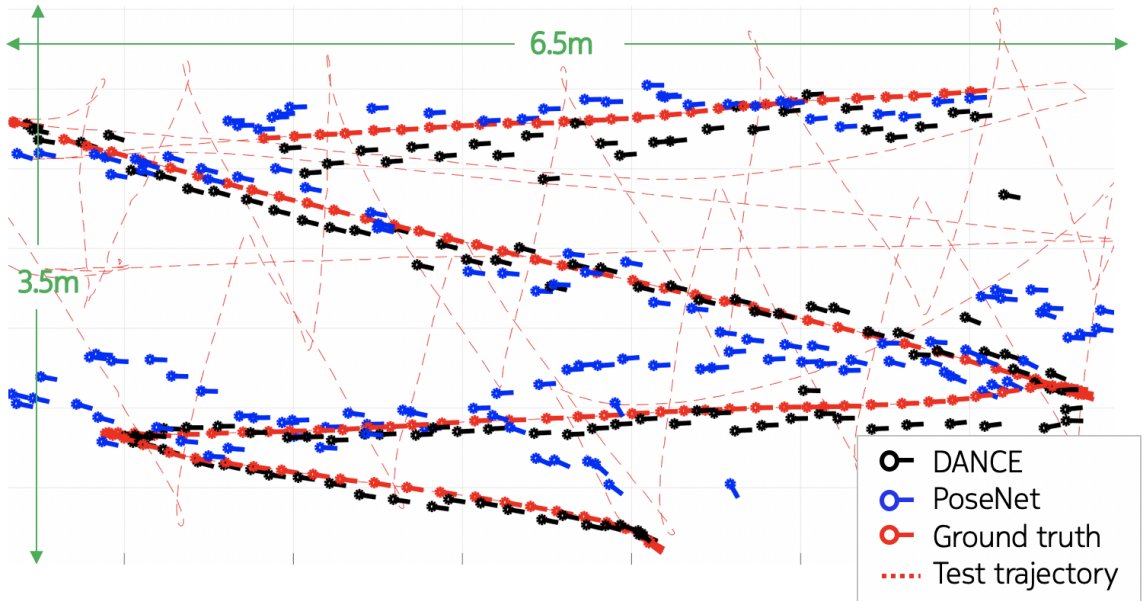 6.5m
3.5m
DANCE
PoseNet
Ground truth
Test trajectory